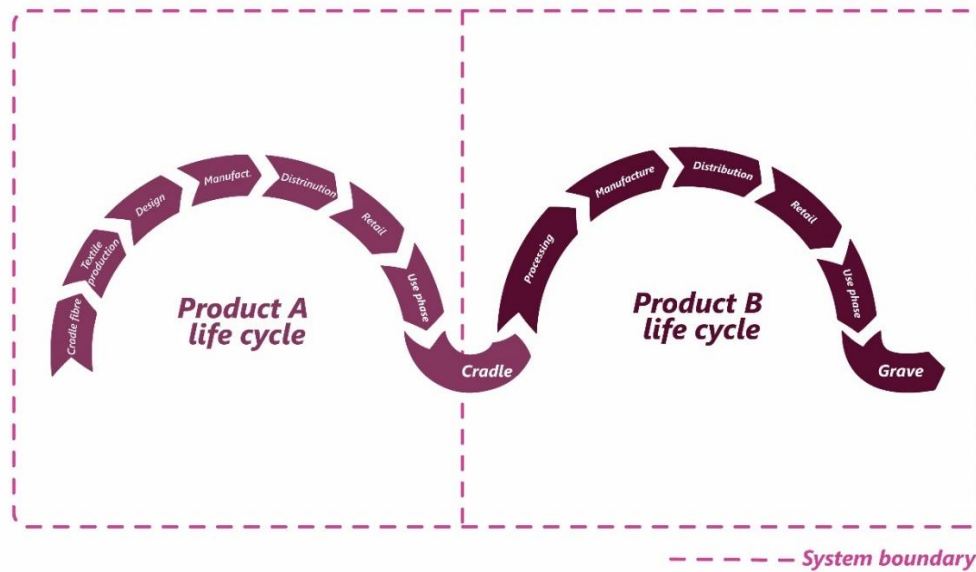 Cradle fibre
Textile
production
Design
Manufact.
Distrinution
Retail
Use phase
Cradle
Product A
life cycle
Processing
Manufacture
Distribution
Retail
Use phase
Grave
Product B
life cycle
System boundary